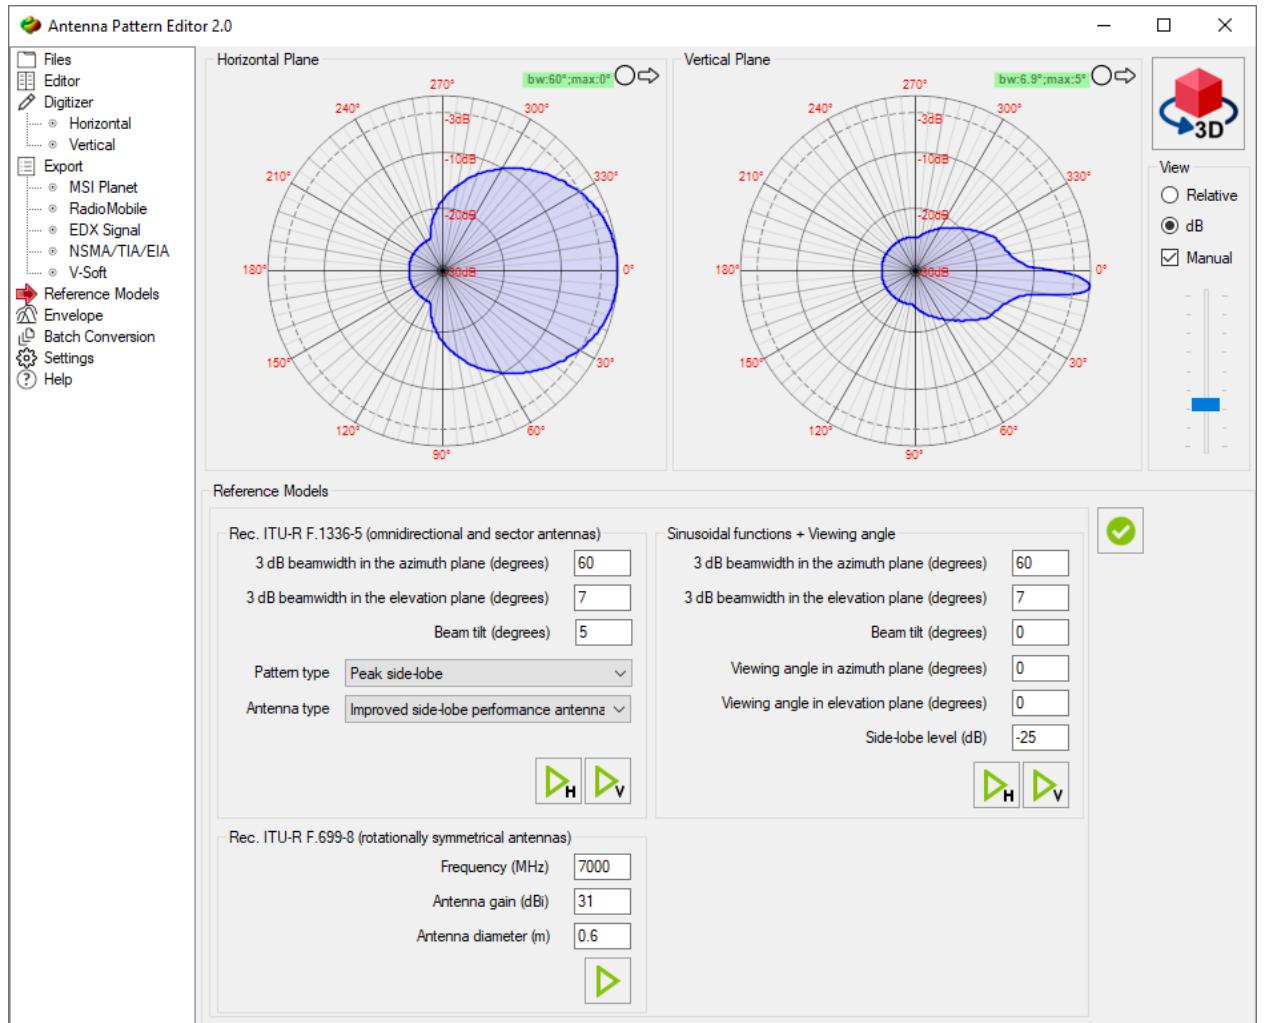 Antenna Pattern Editor 2.0
Files
Editor
Digitizer
Horizontal
Vertical
Export
MSI Planet
RadioMobile
EDX Signal
NSMA/TIA/EIA
V-Soft
Reference Models
Envelope
Batch Conversion
Settings
Help
Horizontal Plane
bw:60°;max:0°
270°
240°
300°
-3dB
-10dB
210°
330°
-20dB
180°
-30dB
0°
150°
30°
120°
60°
90°
Vertical Plane
bw:6.9°;max:5°
270°
240°
300°
-3dB
-10dB
210°
330°
-20dB
180°
-30dB
0°
150°
30°
120°
60°
90°
3D
View
Relative
dB
Manual
Reference Models
Rec. ITU-R F.1336-5 (omnidirectional and sector antennas)
3 dB beamwidth in the azimuth plane (degrees) 60
3 dB beamwidth in the elevation plane (degrees) 7
Beam tilt (degrees) 5
Pattern type Peak side-lobe
Antenna type Improved side-lobe performance antenna
H V
Sinusoidal functions + Viewing angle
3 dB beamwidth in the azimuth plane (degrees) 60
3 dB beamwidth in the elevation plane (degrees) 7
Beam tilt (degrees) 0
Viewing angle in azimuth plane (degrees) 0
Viewing angle in elevation plane (degrees) 0
Side-lobe level (dB) -25
H V
Rec. ITU-R F.699-8 (rotationally symmetrical antennas)
Frequency (MHz) 7000
Antenna gain (dBi) 31
Antenna diameter (m) 0.6